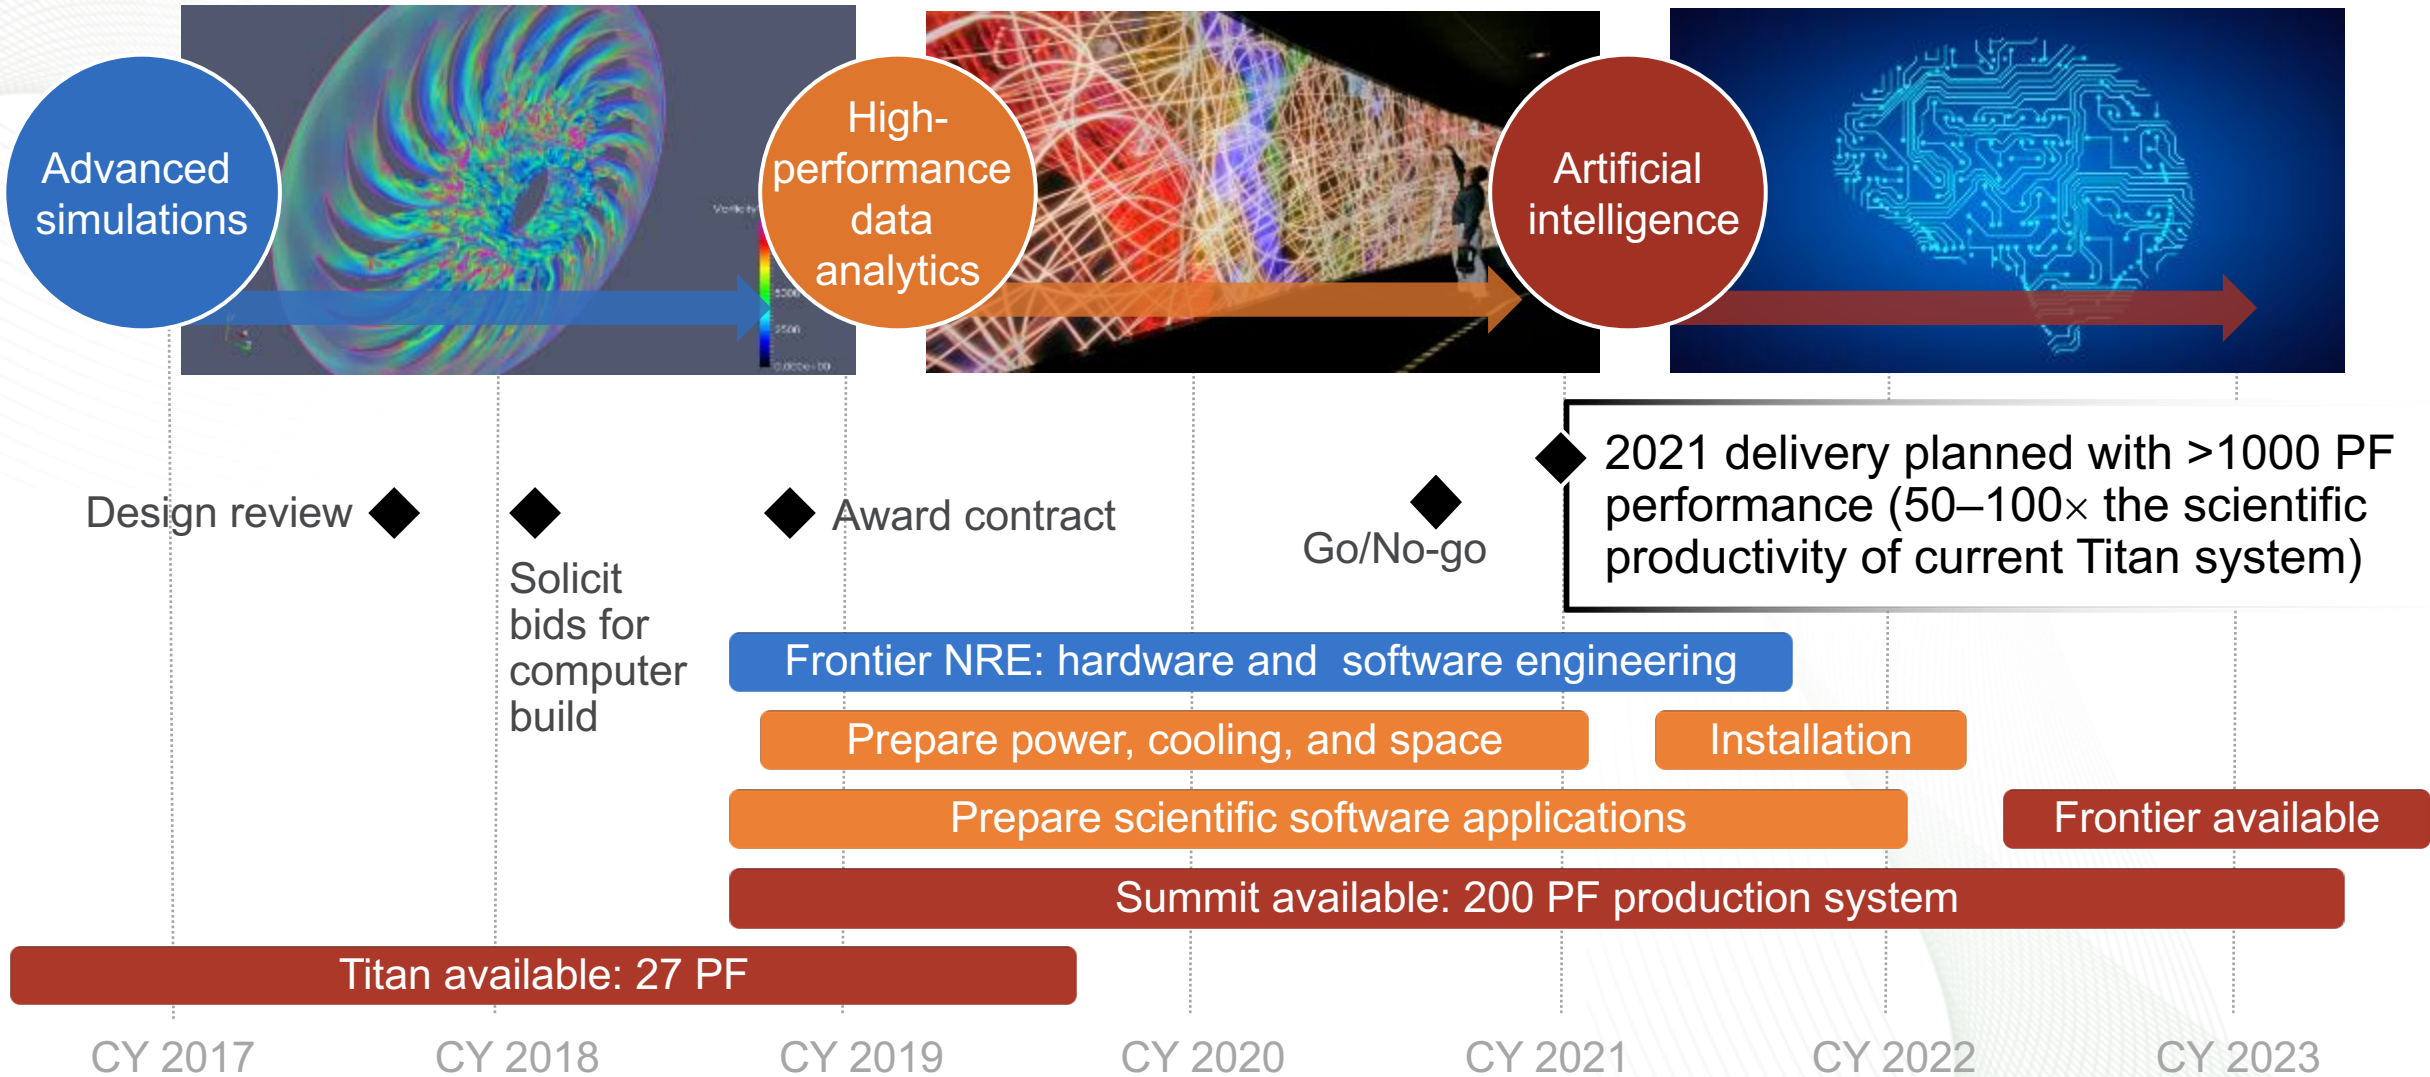 Advanced
simulations
High-
performance
data
analytics
Artificial
intelligence
2500
Design review
Solicit
bids for
computer
build
Award contract
Go/No-go
2021 delivery planned with >1000 PF
performance (50–100× the scientific
productivity of current Titan system)
Frontier NRE: hardware and  software engineering
Prepare power, cooling, and space
Installation
Prepare scientific software applications
Frontier available
Summit available: 200 PF production system
Titan available: 27 PF
CY 2017
CY 2018
CY 2019
CY 2020
CY 2021
CY 2022
CY 2023